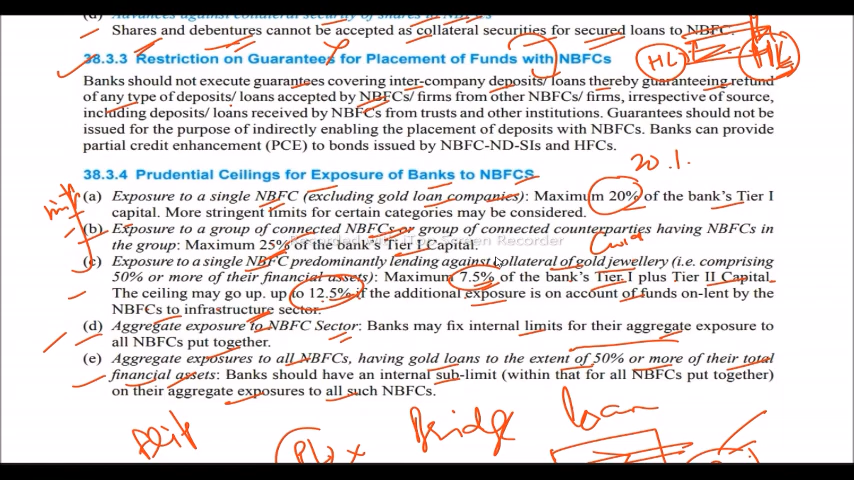 (d) Advances against collateral security of shares to NBFCs
Shares and debentures cannot be accepted as collateral securities for secured loans to NBFC.
38.3.3 Restriction on Guarantees for Placement of Funds with NBFCs
HL
HL
Banks should not execute guarantees covering inter-company deposits/ loans thereby guaranteeing refund
of any type of deposits/ loans accepted by NBFCs/ firms from other NBFCs/ firms, irrespective of source,
including deposits/ loans received by NBFCs from trusts and other institutions. Guarantees should not be
issued for the purpose of indirectly enabling the placement of deposits with NBFCs. Banks can provide
partial credit enhancement (PCE) to bonds issued by NBFC-ND-SIs and HFCs.
20%
38.3.4 Prudential Ceilings for Exposure of Banks to NBFCS
(a) Exposure to a single NBFC (excluding gold loan companies): Maximum 20% of the bank's Tier I
capital. More stringent limits for certain categories may be considered.
(b) Exposure to a group of connected NBFCs or group of connected counterparties having NBFCs in
the group: Maximum 25% of the bank's Tier I Capital.
Recorded with iTop Screen Recorder
(c) Exposure to a single NBFC predominantly lending against collateral of gold jewellery (i.e. comprising
50% or more of their financial assets): Maximum 7.5% of the bank's Tier I plus Tier II Capital.
The ceiling may go up. up to 12.5% if the additional exposure is on account of funds on-lent by the
NBFCs to infrastructure sector.
(d) Aggregate exposure to NBFC Sector: Banks may fix internal limits for their aggregate exposure to
all NBFCs put together.
(e) Aggregate exposures to all NBFCs, having gold loans to the extent of 50% or more of their total
financial assets: Banks should have an internal sub-limit (within that for all NBFCs put together)
on their aggregate exposures to all such NBFCs.
Bridge loan